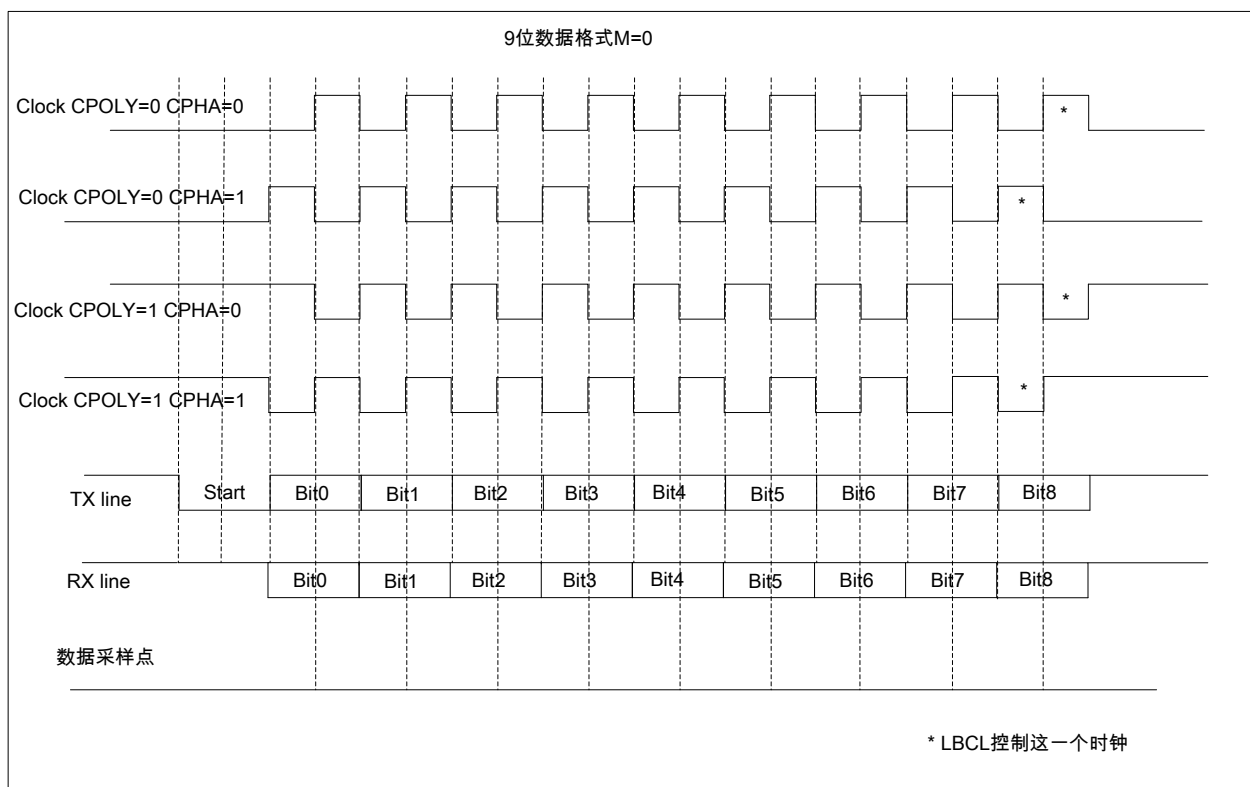 9位数据格式M=0
Clock CPOLY=0 CPHA=0
*
Clock CPOLY=0 CPHA=1
*
Clock CPOLY=1 CPHA=0
*
Clock CPOLY=1 CPHA=1
*
TX line Start Bit0 Bit1 Bit2 Bit3 Bit4 Bit5 Bit6 Bit7 Bit8
RX line Bit0 Bit1 Bit2 Bit3 Bit4 Bit5 Bit6 Bit7 Bit8
数据采样点
* LBCL控制这一个时钟